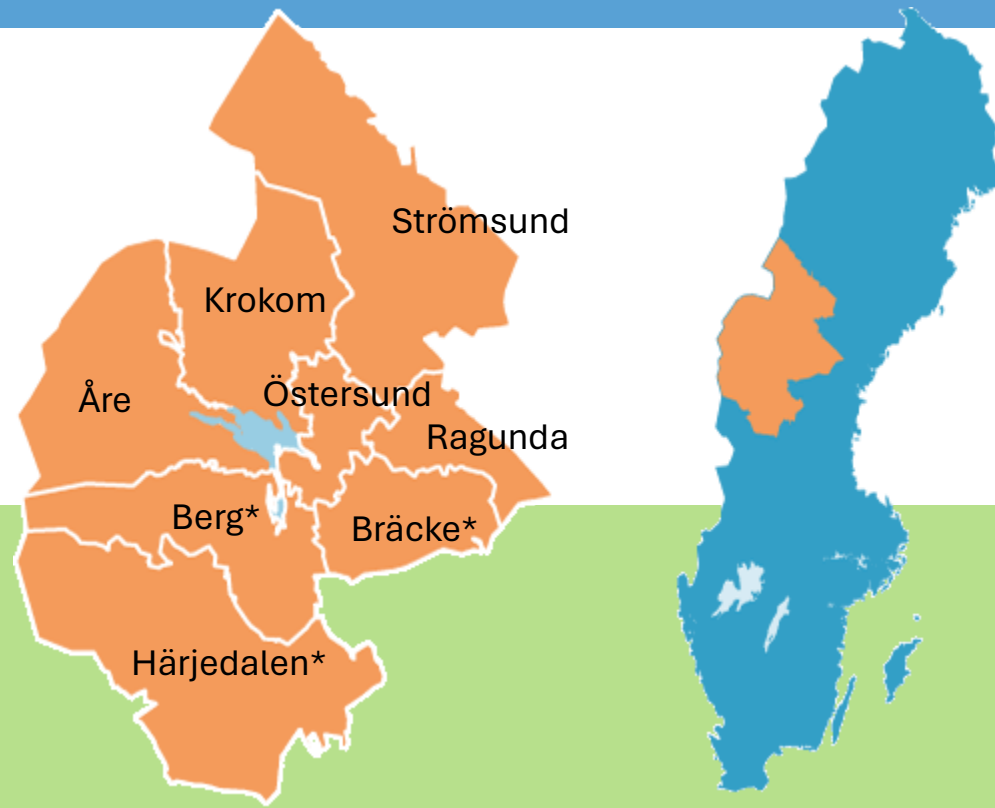 Strömsund
Krokom
Östersund
Åre
Ragunda
Berg*
Bräcke*
Härjedalen*